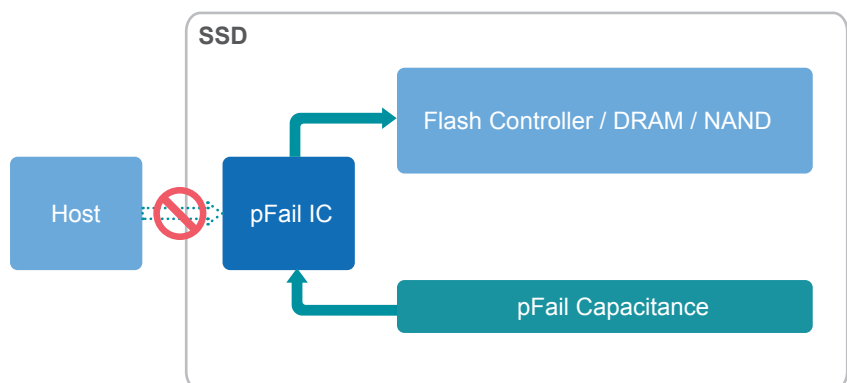 SSD
Flash Controller / DRAM / NAND
Host
pFail IC
pFail Capacitance